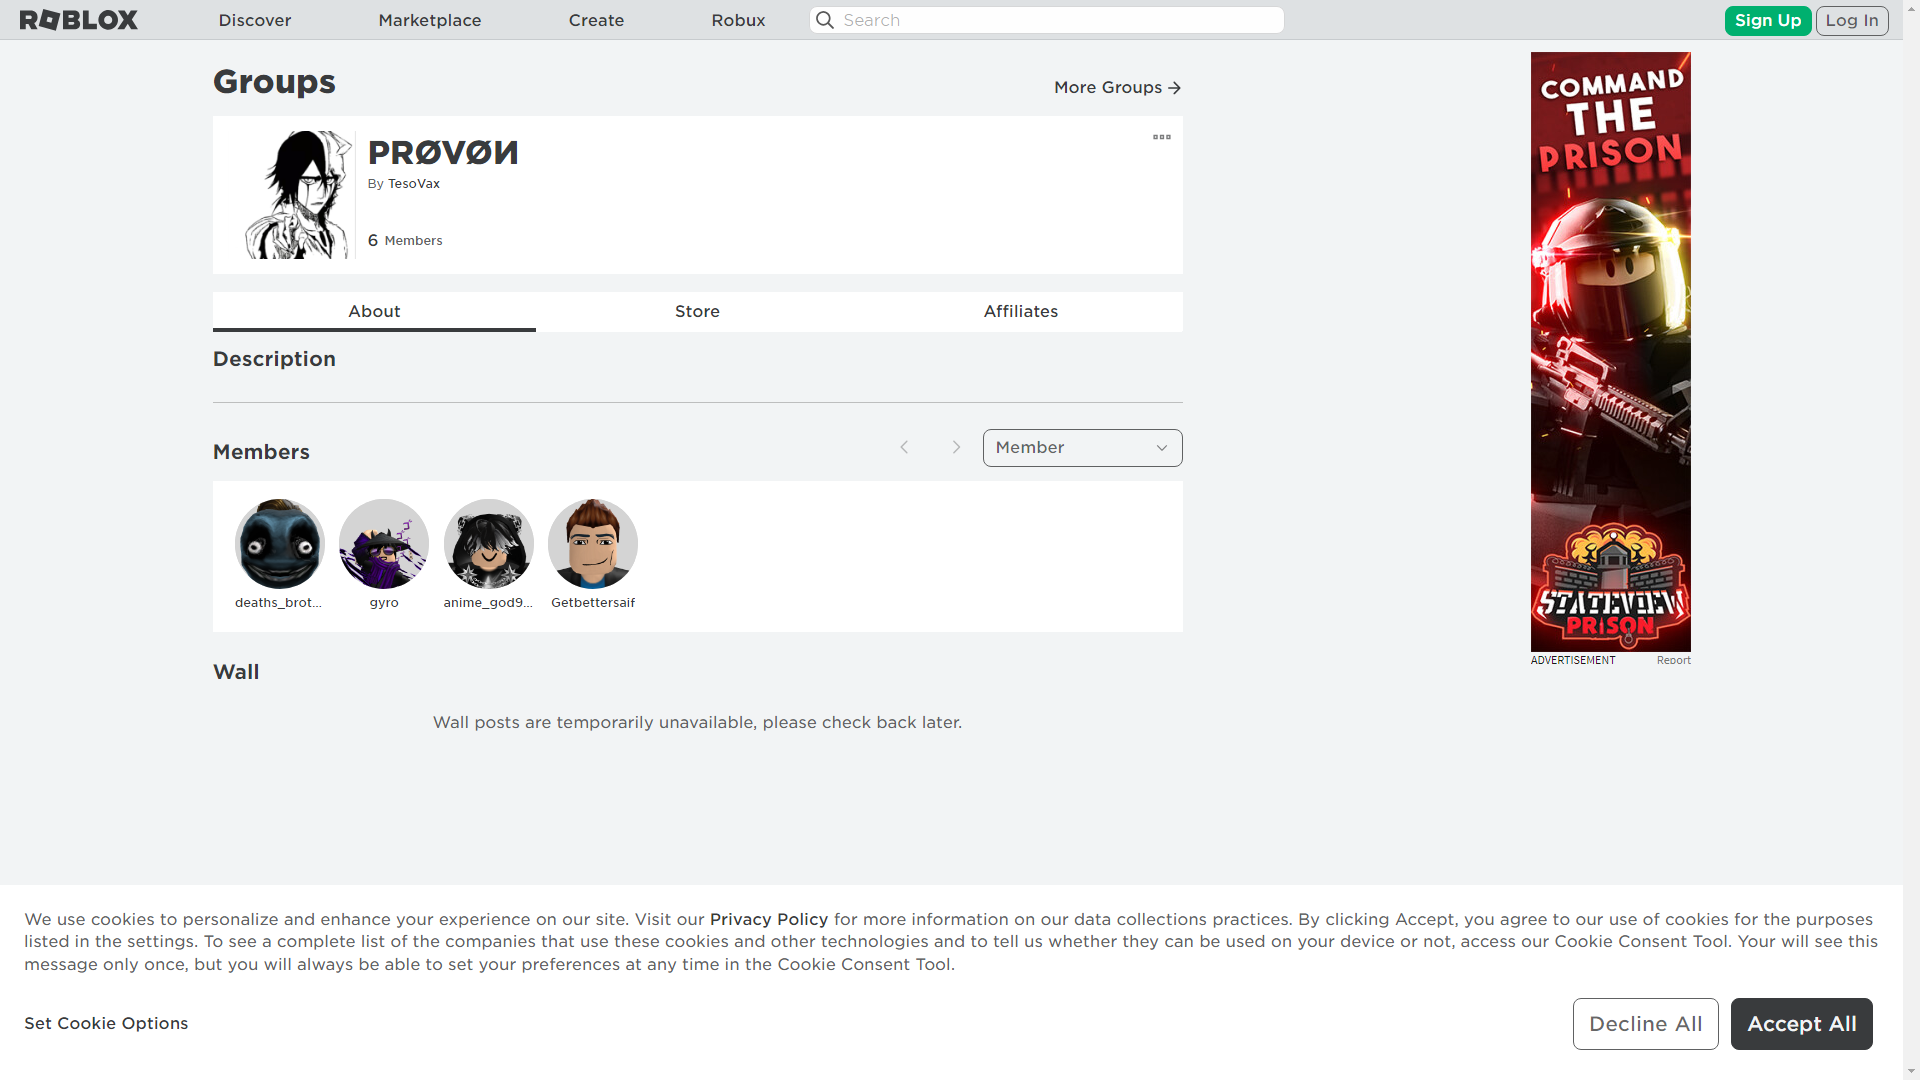 ROBLOX
Discover
Marketplace
Create
Robux
Search
Sign Up
Log In
Groups
More Groups
PRØVØИ
By TesoVax
6 Members
About
Store
Affiliates
Description
Members
Member
deaths_brot...
gyro
anime_god9...
Getbettersaif
Wall
Wall posts are temporarily unavailable, please check back later.
COMMAND
THE
PRISON
STATEVIEW
PRISON
ADVERTISEMENT
Report
We use cookies to personalize and enhance your experience on our site. Visit our Privacy Policy for more information on our data collections practices. By clicking Accept, you agree to our use of cookies for the purposes
listed in the settings. To see a complete list of the companies that use these cookies and other technologies and to tell us whether they can be used on your device or not, access our Cookie Consent Tool. Your will see this
message only once, but you will always be able to set your preferences at any time in the Cookie Consent Tool.
Set Cookie Options
Decline All
Accept All